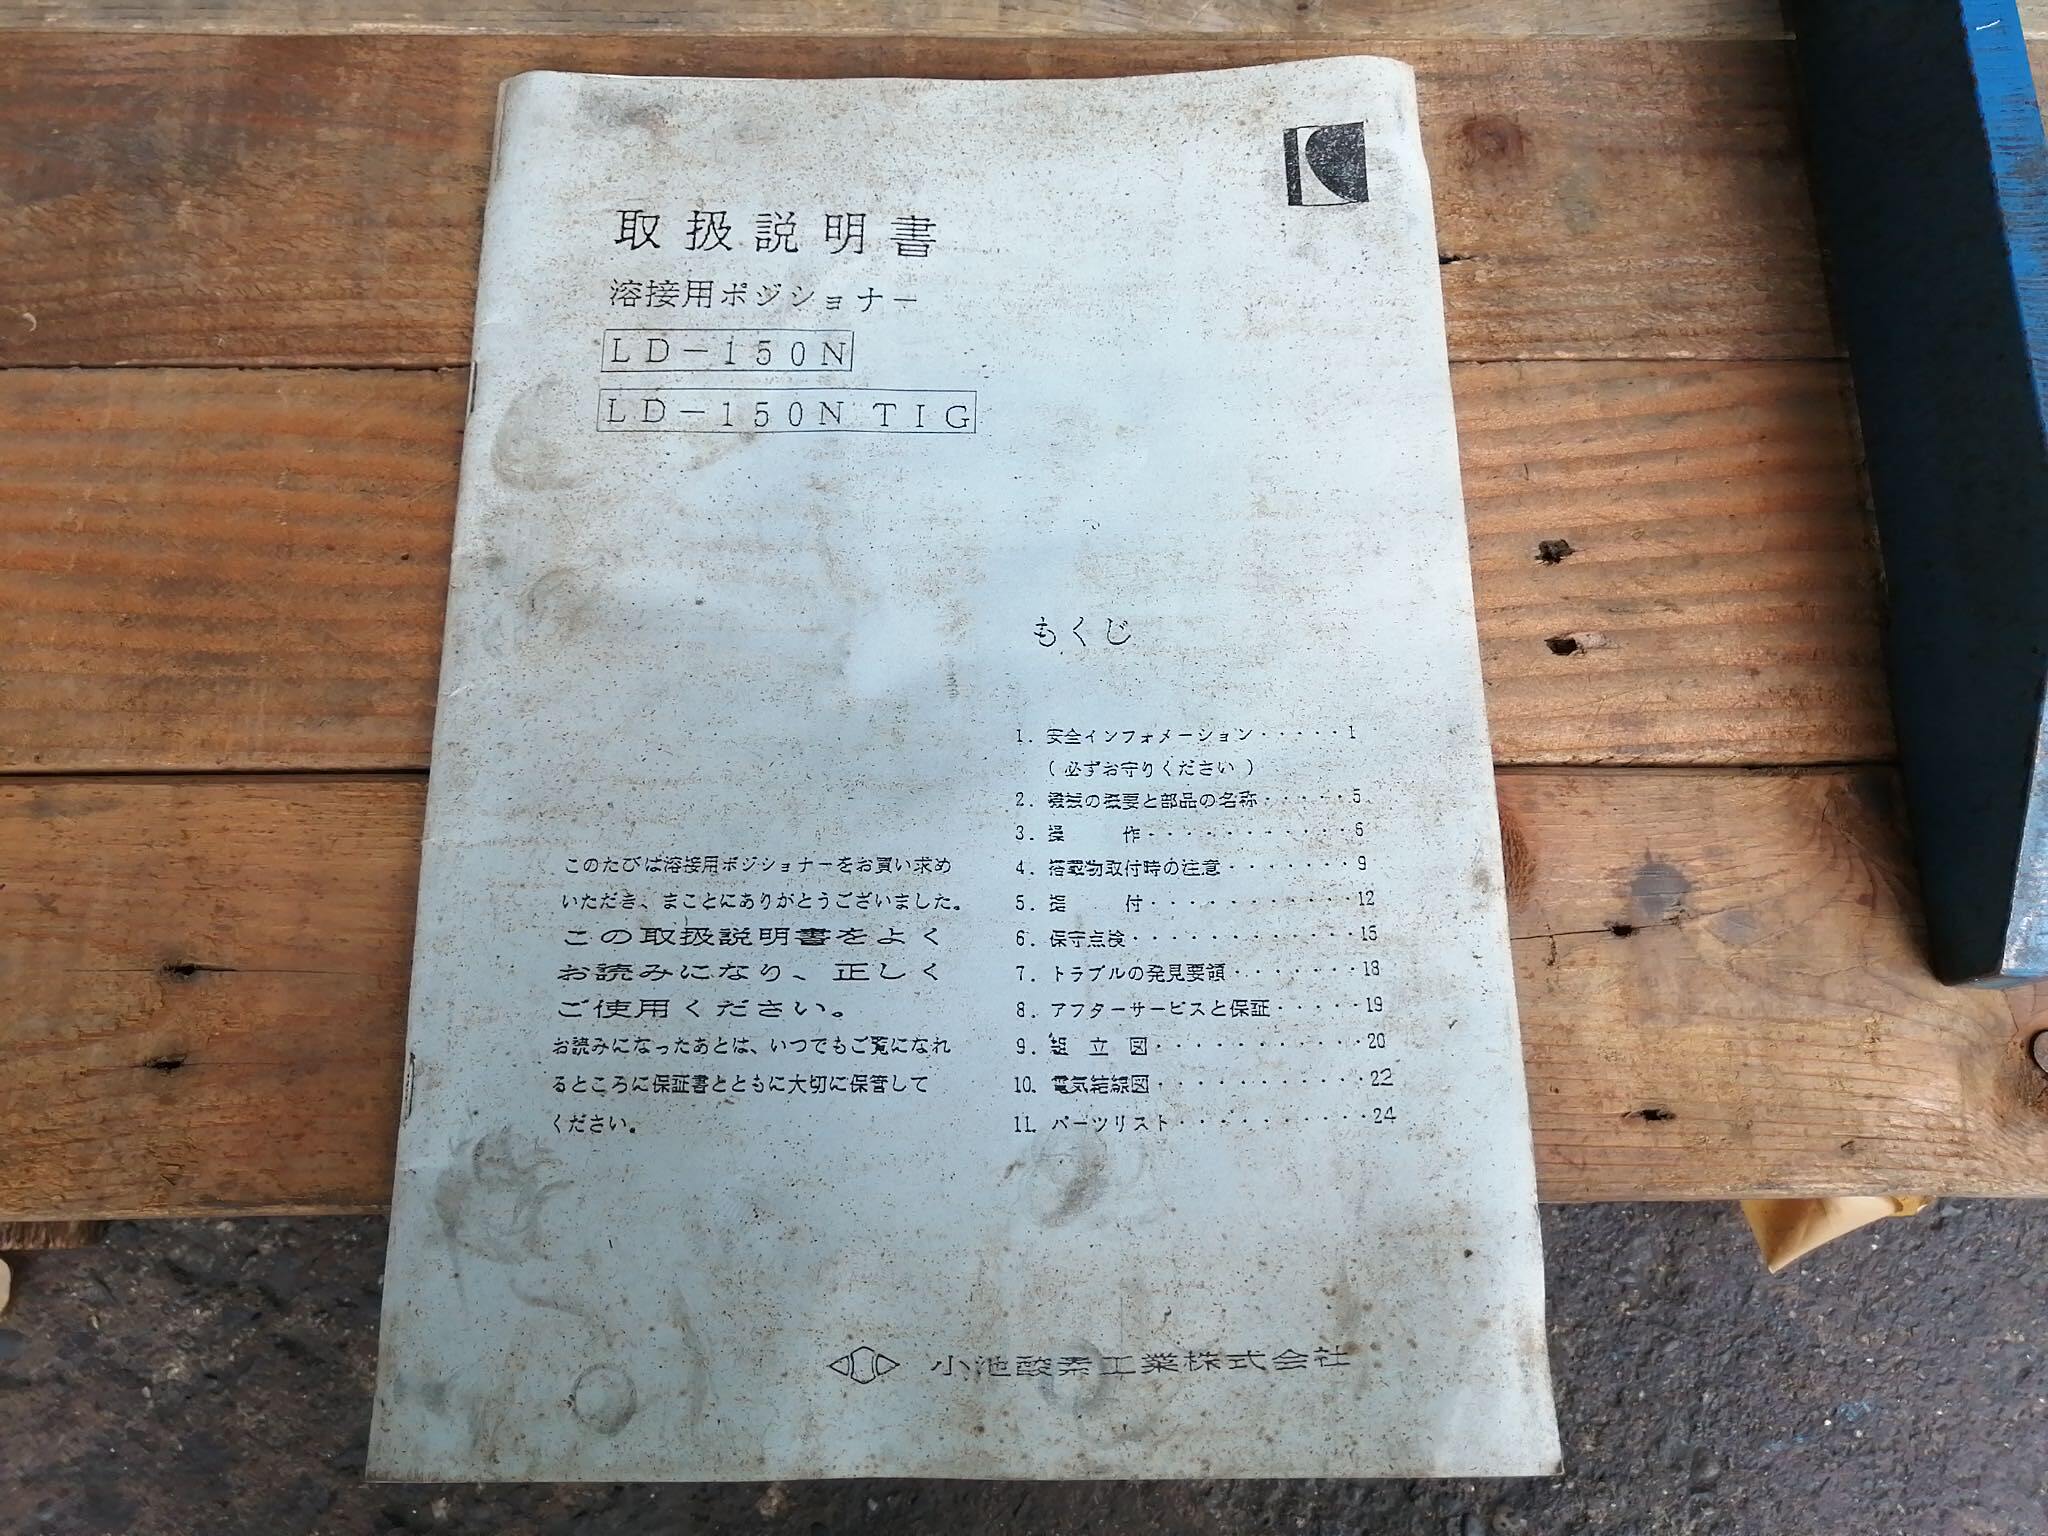 取扱説明書
溶接用ポジショナー
LD-150N
LD-150N TIG
このたびは溶接用ポジショナーをお買い求め
いただき、まことにありがとうございました。
この取扱説明書をよく
お読みになり、正しく
ご使用ください。
お読みになったあとは、いつでもご覧になれ
るところに保証書とともに大切に保管して
ください。
もくじ
1. 安全インフォメーション・・・・・1
(必ずお守りください)
2. 機械の概要と部品の名称・・・・・5
3. 操 作・・・・・・・・・・・6
4. 搭載物取付時の注意・・・・・・・9
5. 据 付・・・・・・・・・・・12
6. 保守点検・・・・・・・・・・・・15
7. トラブルの発見要領・・・・・・・18
8. アフターサービスと保証・・・・・19
9. 組 立 図・・・・・・・・・・・20
10. 電気結線図・・・・・・・・・・・22
11. パーツリスト・・・・・・・・・・24
小池酸素工業株式会社